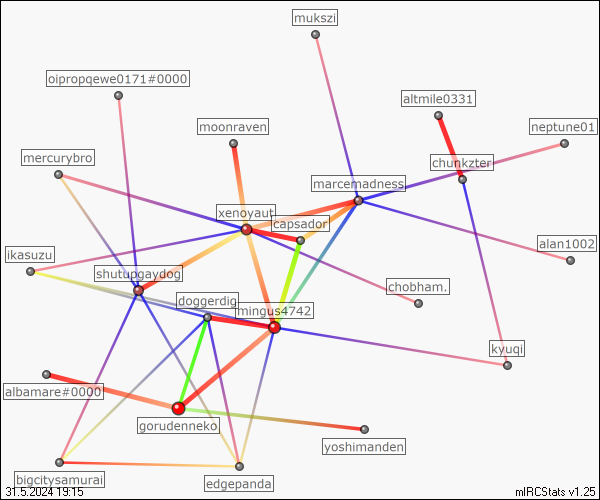 mukszi
oipropqewe0171#0000
altmile0331
moonraven
neptune01
mercurybro
chunkzter
marcemadness
xenoyaut
capsador
alan1002
ikasuzu
shutupgaydog
chobham.
doggerdig
mingus4742
kyuqi
albamare#0000
gorudenneko
yoshimanden
bigcitysamurai
edgepanda
31.5.2024 19:15
mIRCStats v1.25